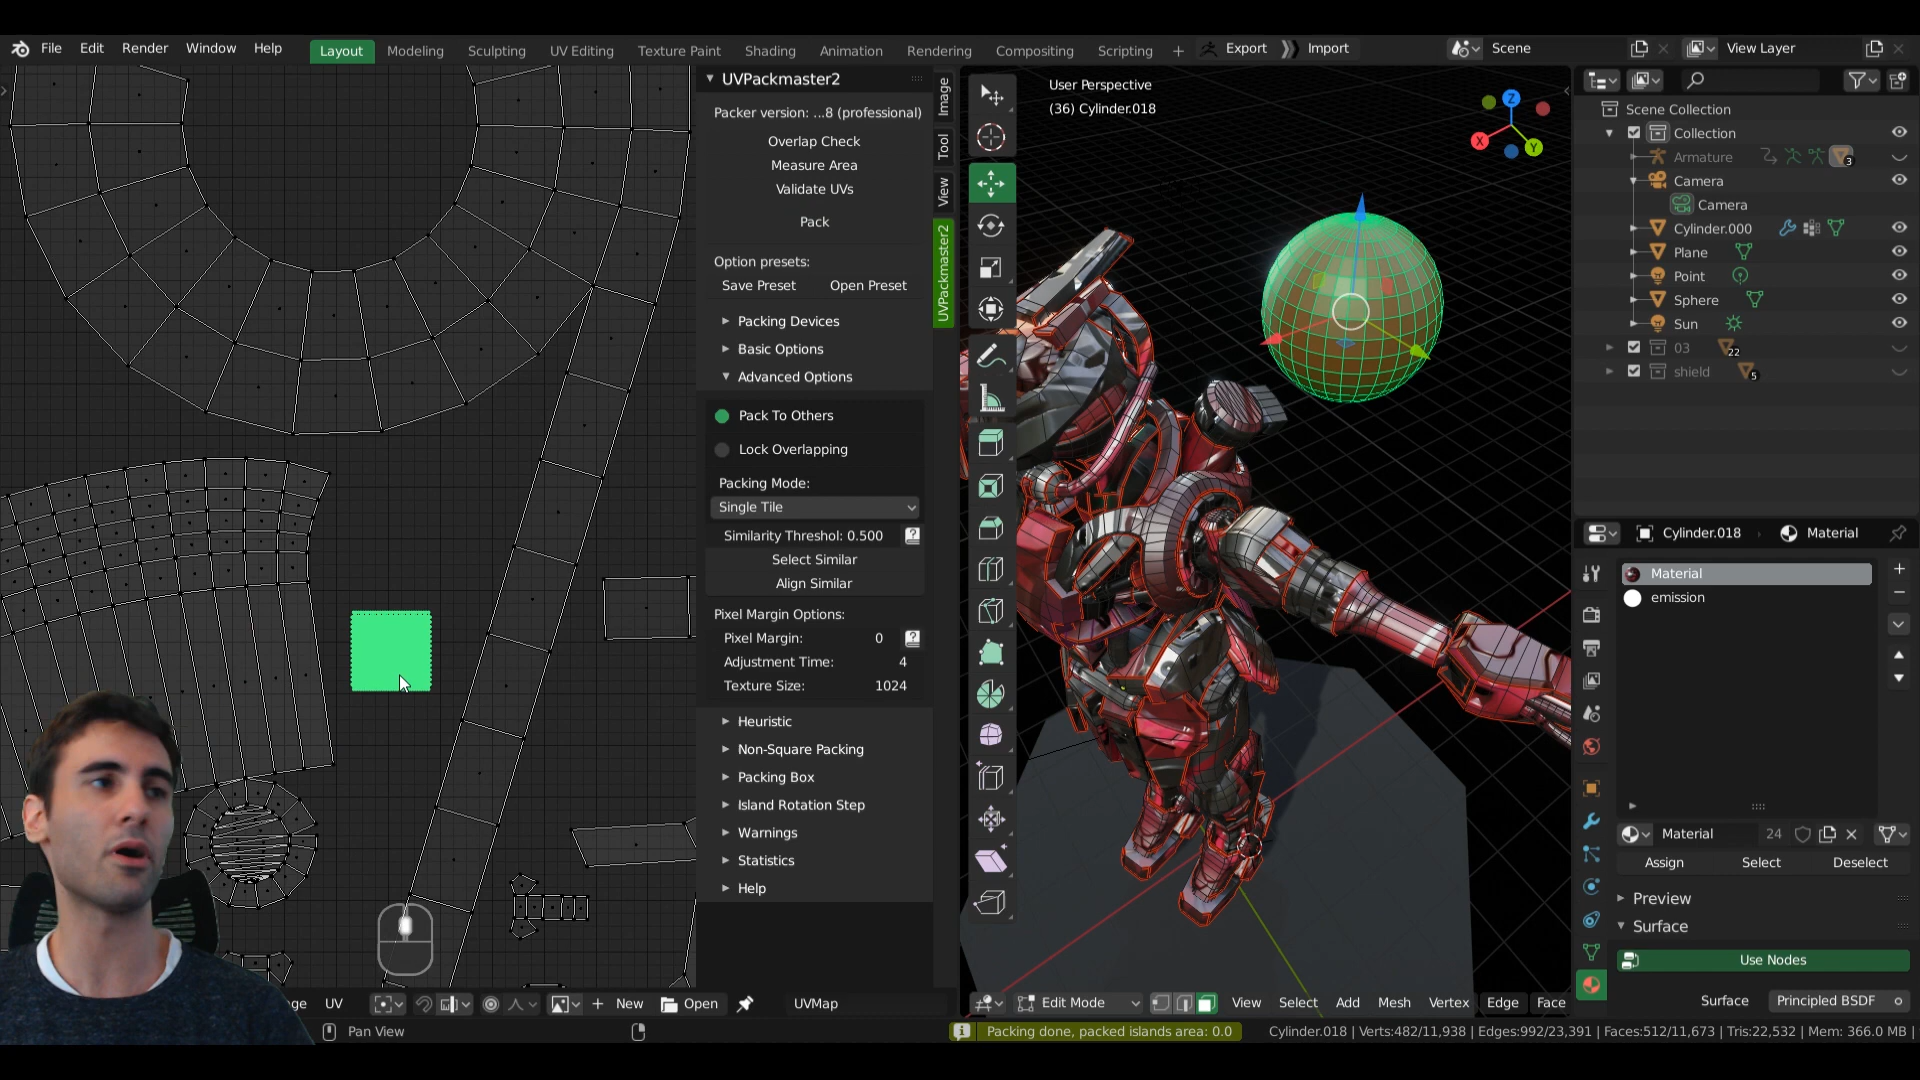 File Edit Render Window Help Layout Modeling Sculpting UV Editing Texture Paint Shading Animation Rendering Compositing Scripting + Export Import Scene View Layer
UVPackmaster2
Packer version: ...8 (professional)
Overlap Check
Measure Area
Validate UVs
Pack
Option presets:
Save Preset Open Preset
Packing Devices
Basic Options
Advanced Options
Pack To Others
Lock Overlapping
Packing Mode:
Single Tile
Similarity Threshol: 0.500
Select Similar
Align Similar
Pixel Margin Options:
Pixel Margin: 0
Adjustment Time: 4
Texture Size: 1024
Heuristic
Non-Square Packing
Packing Box
Island Rotation Step
Warnings
Statistics
Help
Image
Tool
View
UVPackmaster2
User Perspective
(36) Cylinder.018
Z
X
Y
Scene Collection
Collection
Armature 3
Camera
Camera
Cylinder.000
Plane
Point
Sphere
Sun
03 22
shield 5
Cylinder.018 Material
Material
emission
Material 24
Assign Select Deselect
Preview
Surface
Use Nodes
Surface Principled BSDF
ge UV New Open UVMap
Edit Mode View Select Add Mesh Vertex Edge Face
Pan View
Packing done, packed islands area: 0.0
Cylinder.018 | Verts:482/11,938 | Edges:992/23,391 | Faces:512/11,673 | Tris:22,532 | Mem: 366.0 MB |